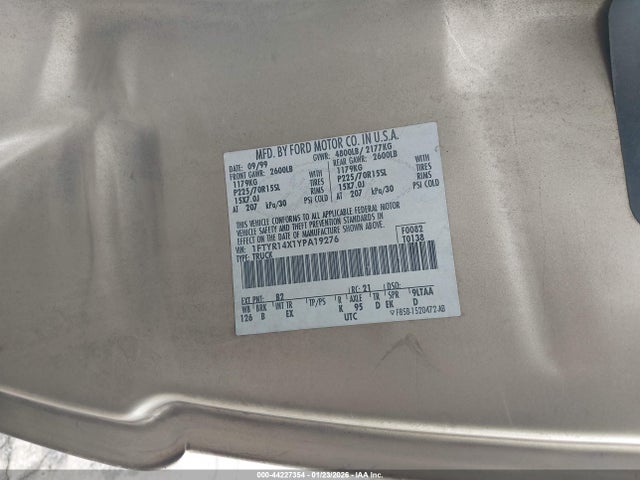 MFD. BY FORD MOTOR CO. IN U.S.A.
DATE: 09/99 GVWR: 4800LB/ 2177KG
FRONT GAWR: 2600LB REAR GAWR: 2600LB
1179KG WITH 1179KG WITH
P225/70R15SL TIRES P225/70R15SL TIRES
15X7.0J RIMS 15X7.0J RIMS
AT 207 kPa/30 PSI COLD AT 207 kPa/30 PSI COLD
THIS VEHICLE CONFORMS TO ALL APPLICABLE FEDERAL MOTOR
VEHICLE SAFETY AND THEFT PREVENTION STANDARDS IN
EFFECT ON THE DATE OF MANUFACTURE SHOWN ABOVE.
VIN: 1FTYR14X1YPA19276 F0082
TYPE: TRUCK T0138
EXT PNT: B2 RC: 21 DSO:
WB BRK INT TR TP/PS R AXLE TR SPR 9LTAA
126 B EX K 95 D EK D
UTC F85B-1520472-AB
000-44227354 - 01/23/2026 - COPART/IAA HOLDINGS, LLC